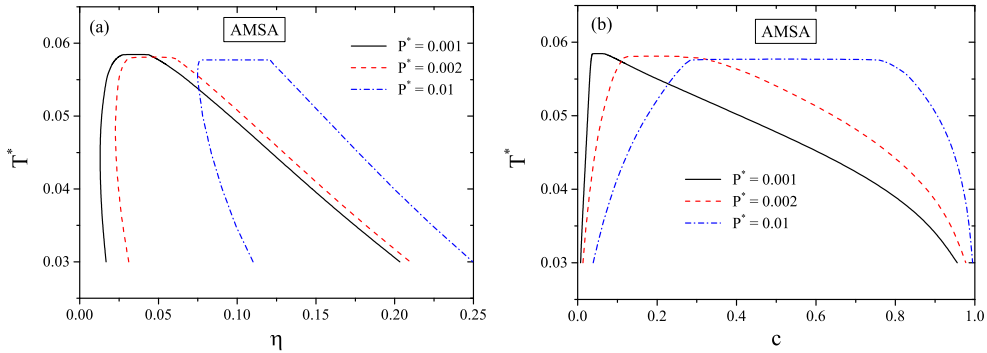 (a)
AMSA
P* = 0.001
P* = 0.002
P* = 0.01
0.06
0.05
0.04
0.03
T*
0.00 0.05 0.10 0.15 0.20 0.25
η
(b)
AMSA
P* = 0.001
P* = 0.002
P* = 0.01
0.06
0.05
0.04
0.03
T*
0.0 0.2 0.4 0.6 0.8 1.0
c